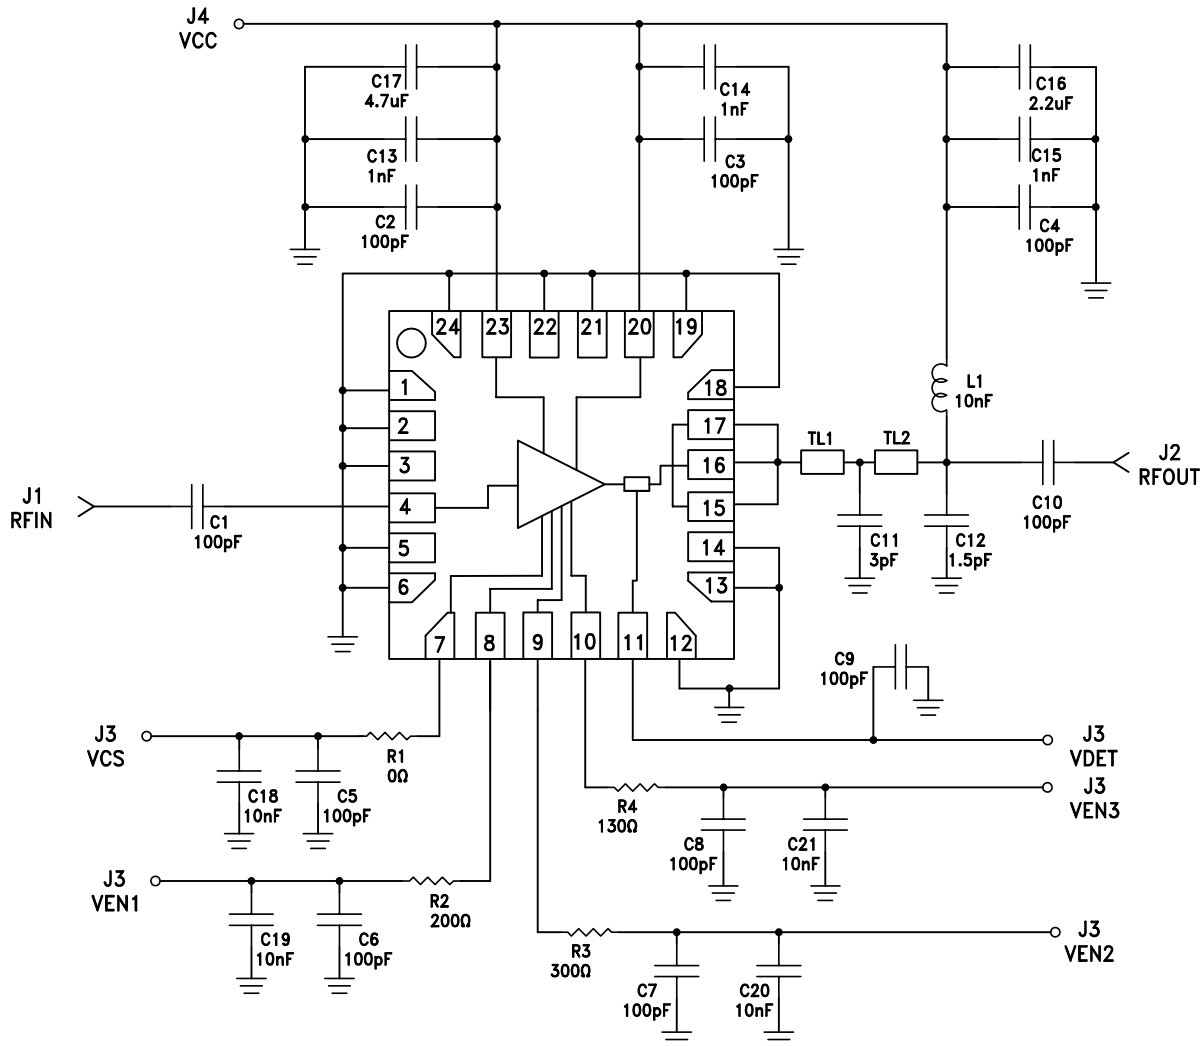 J4
VCC
C17
4.7uF
C13
1nF
C2
100pF
C14
1nF
C3
100pF
C16
2.2uF
C15
1nF
C4
100pF
24
23
22
21
20
19
1
2
3
4
5
6
18
17
16
15
14
13
7
8
9
10
11
12
J1
RFIN
C1
100pF
TL1
TL2
L1
10nF
J2
RFOUT
C10
100pF
C11
3pF
C12
1.5pF
C9
100pF
J3
VCS
R1
0Ω
C18
10nF
C5
100pF
J3
VDET
J3
VEN3
R4
130Ω
C8
100pF
C21
10nF
J3
VEN1
R2
200Ω
C19
10nF
C6
100pF
J3
VEN2
R3
300Ω
C7
100pF
C20
10nF